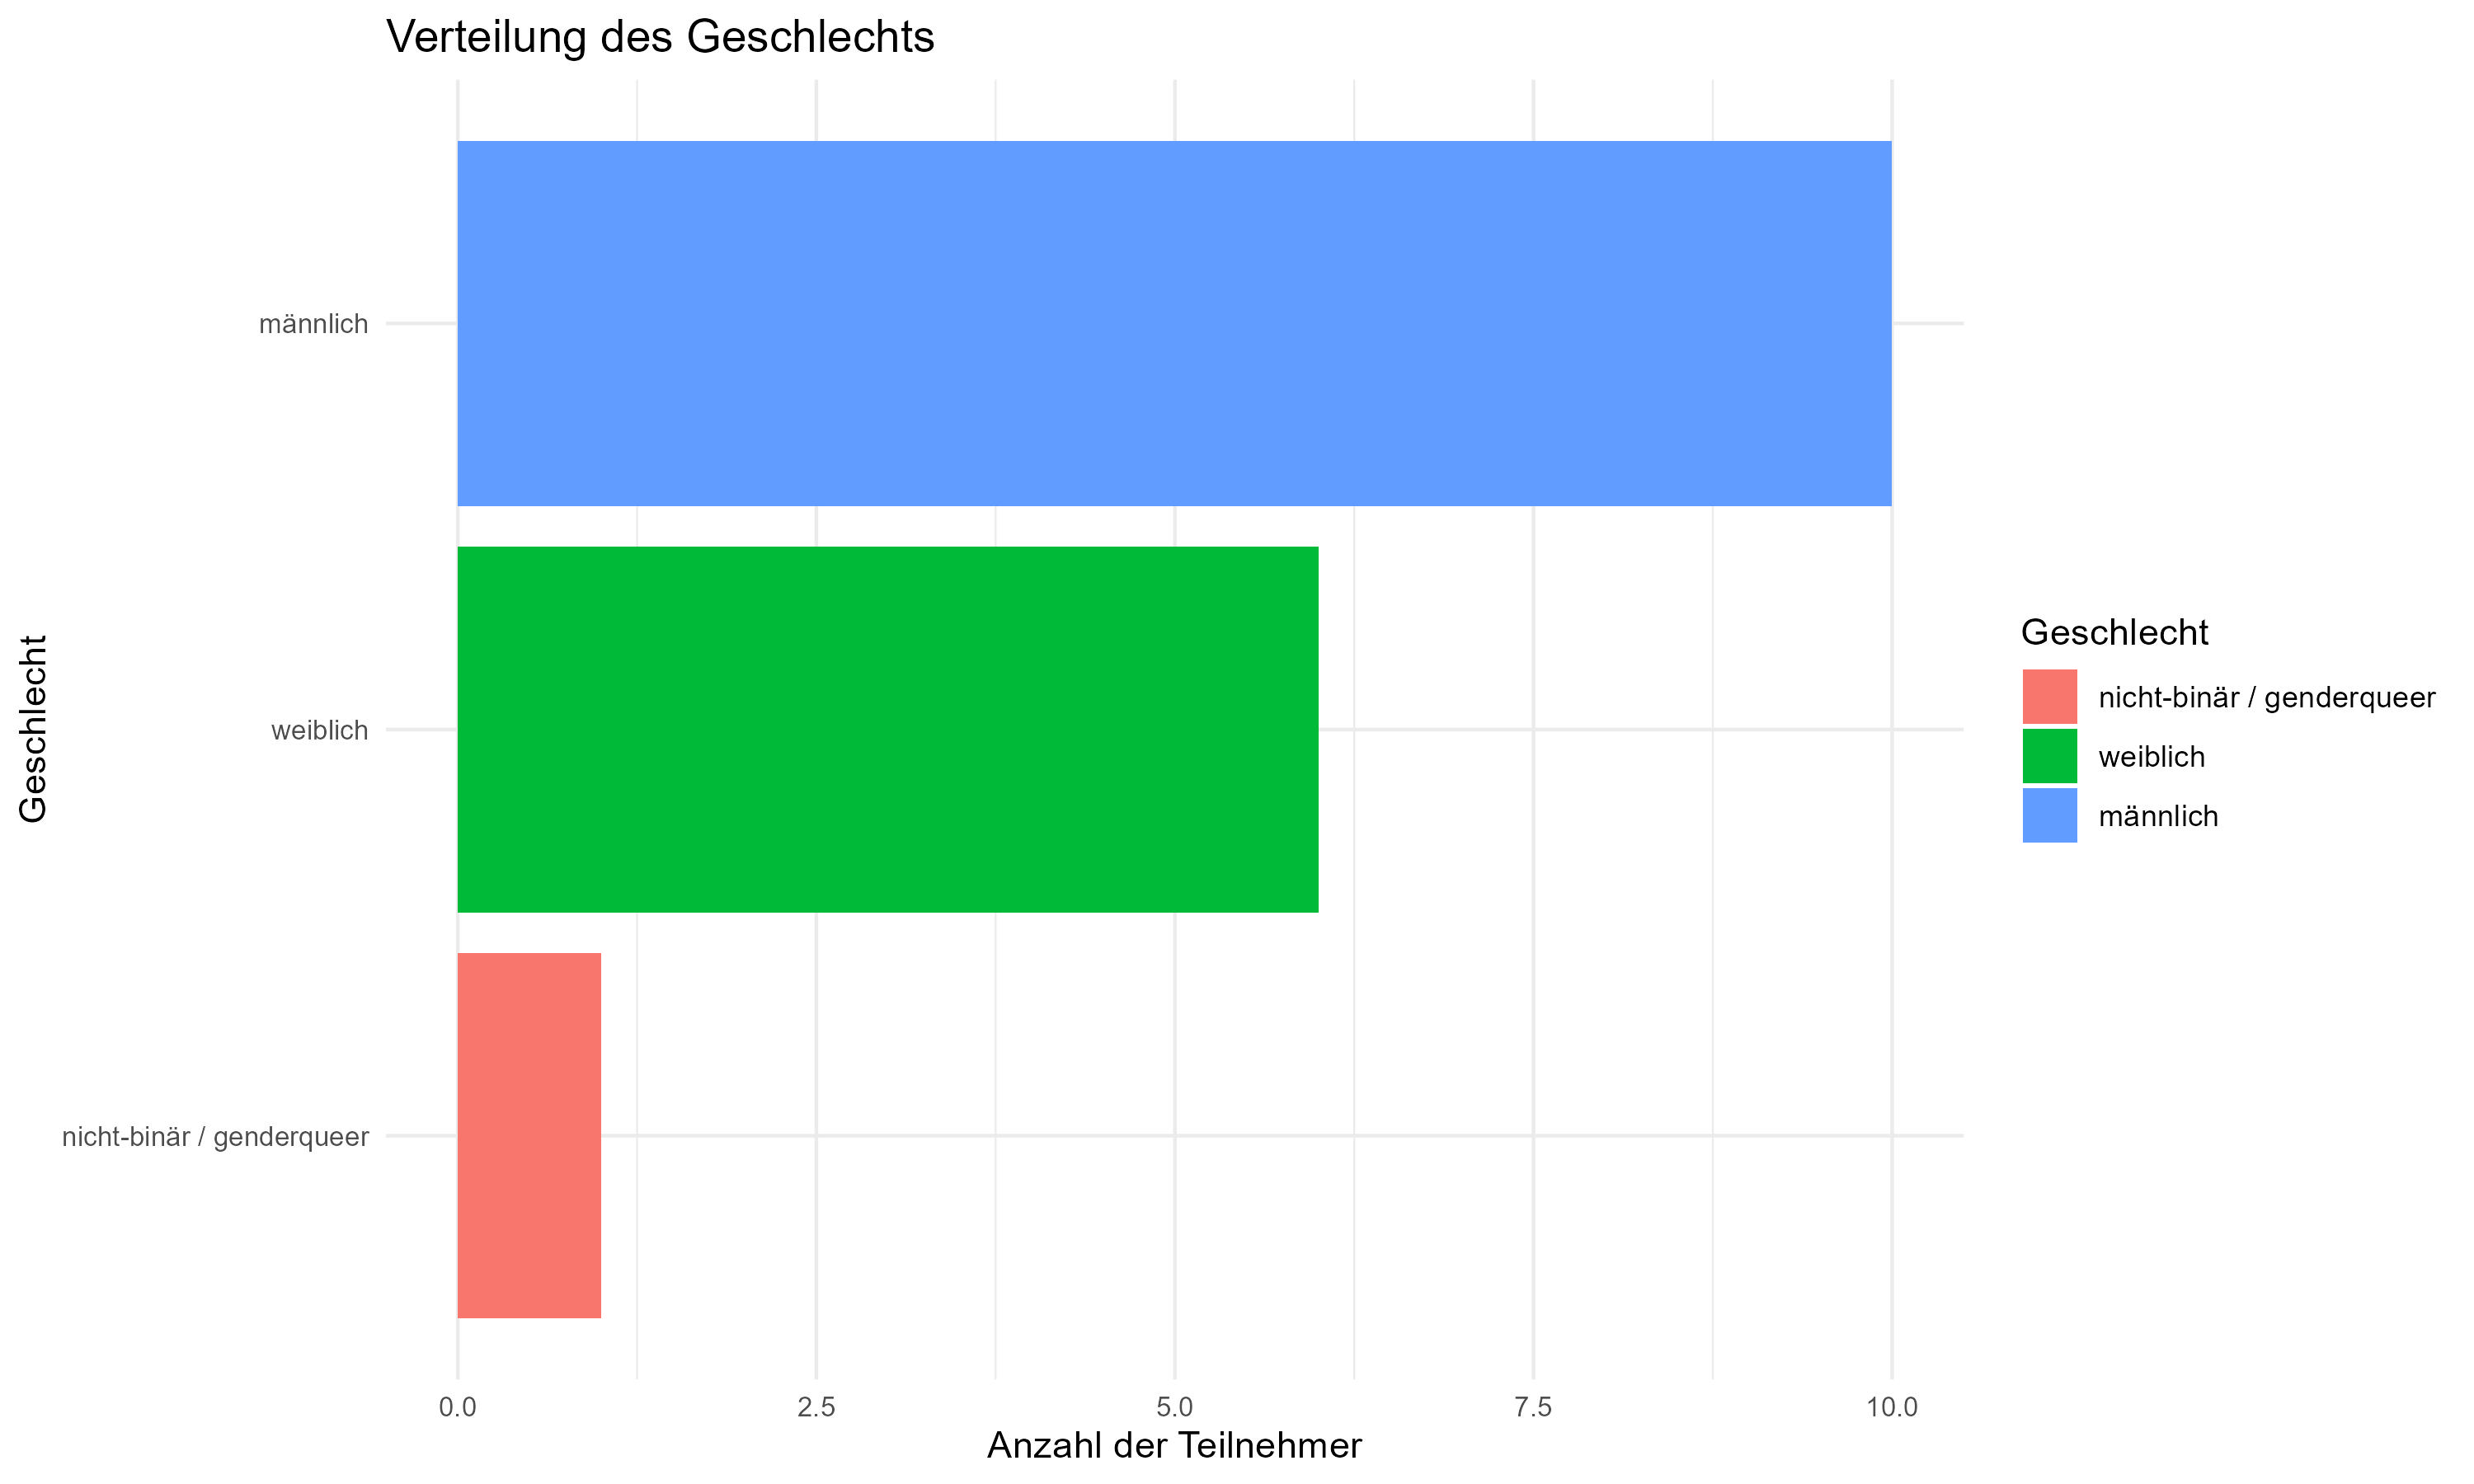 Verteilung des Geschlechts
Geschlecht
männlich
weiblich
nicht-binär / genderqueer
0.0
2.5
5.0
7.5
10.0
Anzahl der Teilnehmer
Geschlecht
nicht-binär / genderqueer
weiblich
männlich